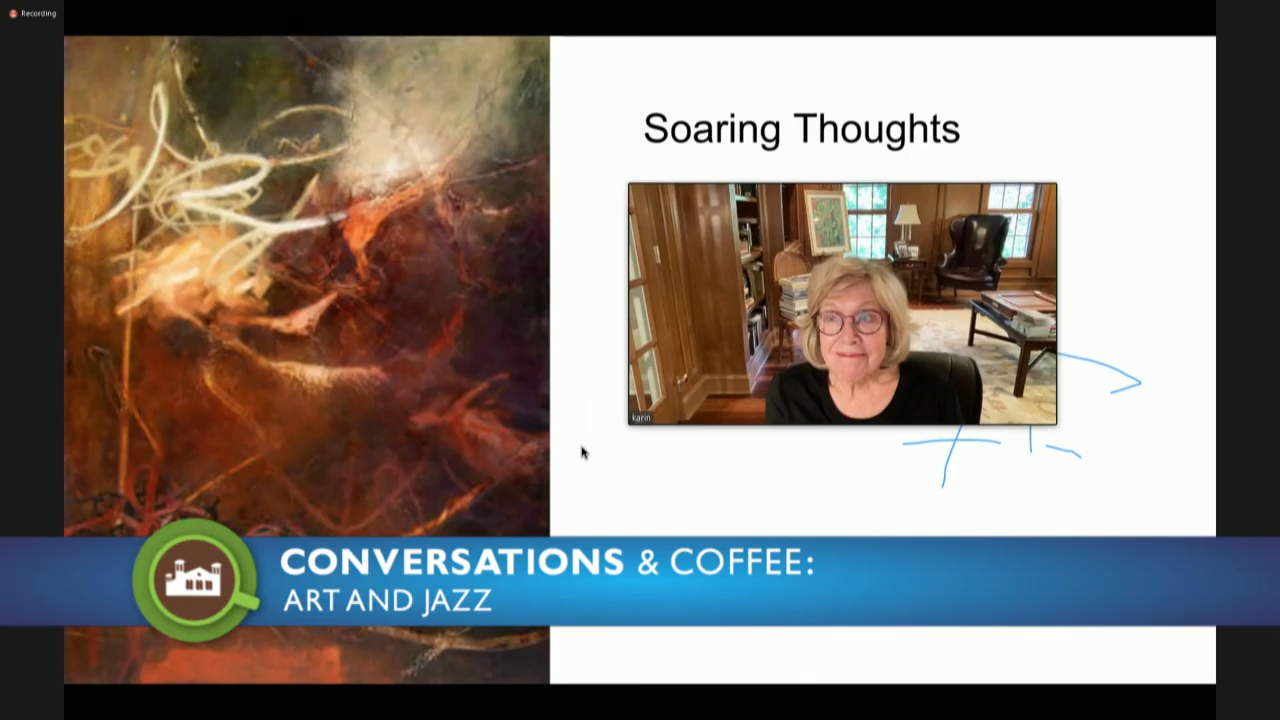 Recording
Soaring Thoughts
karin
CONVERSATIONS & COFFEE:
ART AND JAZZ